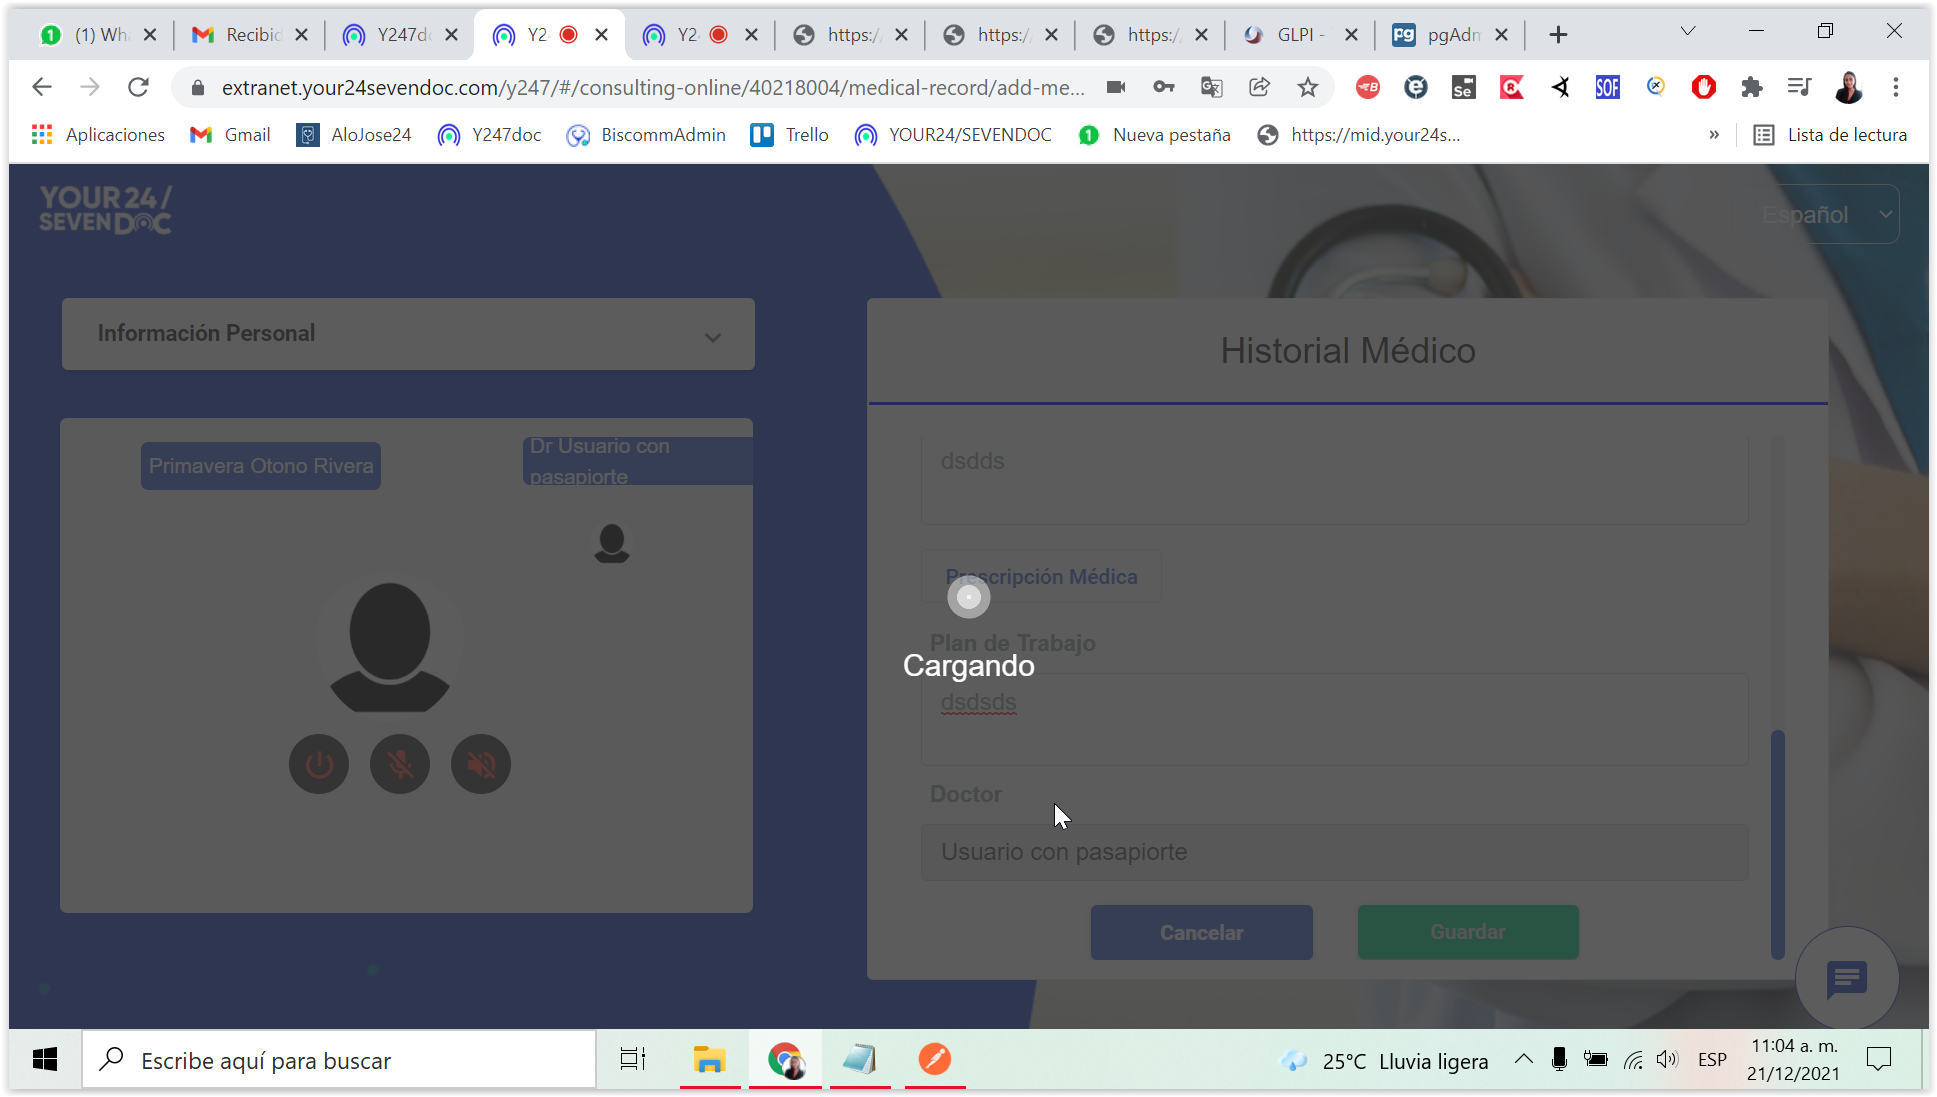 (1) Wh
Recibid
Y247d
Y2
Y2
https:/
https:/
https:/
GLPI -
pgAdm
extranet.your24sevendoc.com/y247/#/consulting-online/40218004/medical-record/add-me...
Aplicaciones
Gmail
AloJose24
Y247doc
BiscommAdmin
Trello
YOUR24/SEVENDOC
Nueva pestaña
https://mid.your24s...
»
Lista de lectura
YOUR 24 /
SEVENDOC
Español
Información Personal
Historial Médico
Primavera Otono Rivera
Dr Usuario con
pasapiorte
dsdds
Prescripción Médica
Plan de Trabajo
Cargando
dsdsds
Doctor
Usuario con pasapiorte
Cancelar
Guardar
Escribe aquí para buscar
25°C Lluvia ligera
ESP
11:04 a. m.
21/12/2021